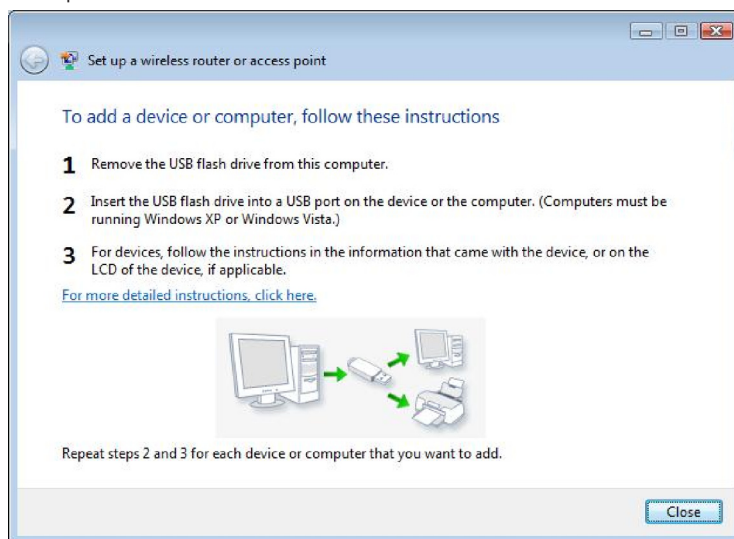 Set up a wireless router or access point
To add a device or computer, follow these instructions
1 Remove the USB flash drive from this computer.
2 Insert the USB flash drive into a USB port on the device or the computer. (Computers must be
running Windows XP or Windows Vista.)
3 For devices, follow the instructions in the information that came with the device, or on the
LCD of the device, if applicable.
For more detailed instructions, click here.
Repeat steps 2 and 3 for each device or computer that you want to add.
Close